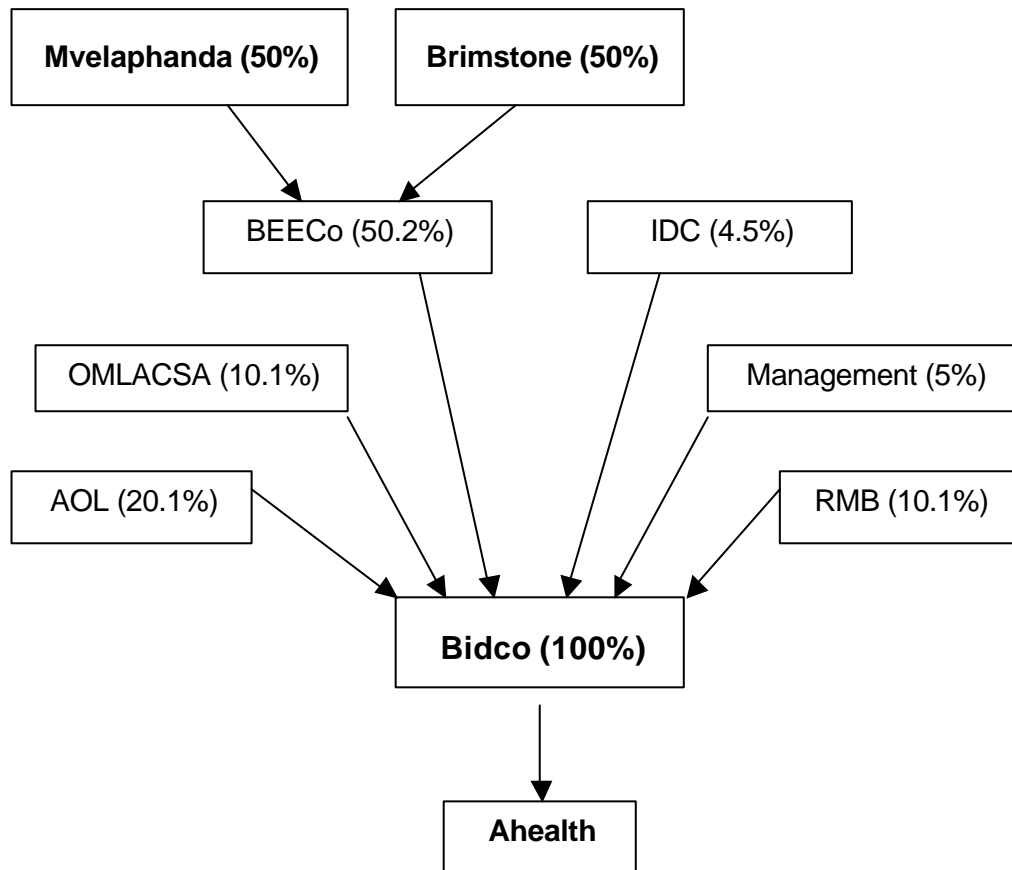 Mvelaphanda (50%)
Brimstone (50%)
BEECo (50.2%)
IDC (4.5%)
OMLACSA (10.1%)
Management (5%)
AOL (20.1%)
RMB (10.1%)
Bidco (100%)
Ahealth